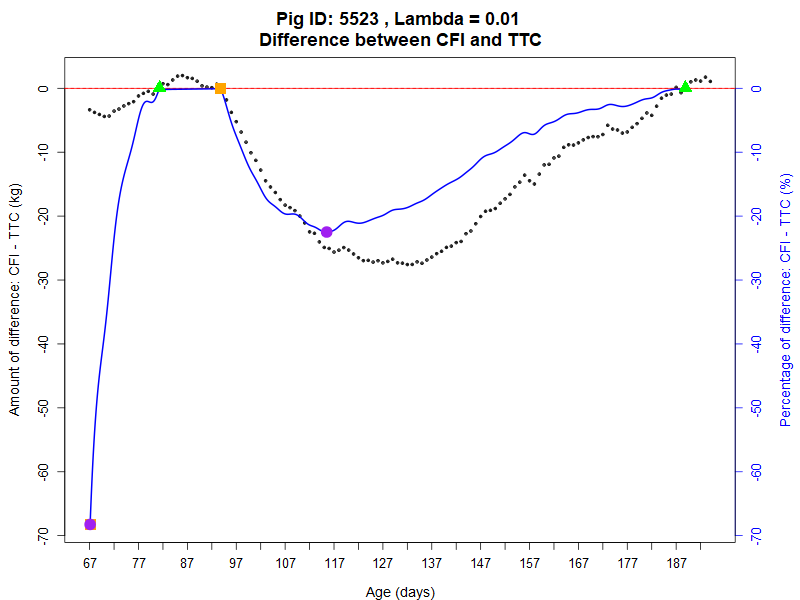 Pig ID: 5523 , Lambda = 0.01
Difference between CFI and TTC
Amount of difference: CFI - TTC (kg)
0
-10
-20
-30
-40
-50
-60
-70
0
-10
-20
-30
-40
-50
-60
-70
Percentage of difference: CFI - TTC (%)
67 77 87 97 107 117 127 137 147 157 167 177 187
Age (days)